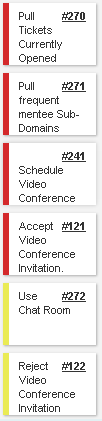 Pull #270
Tickets
Currently
Opened
Pull #271
frequent
mentee Sub-
Domains
#241
Schedule
Video
Conference
Accept #121
Video
Conference
Invitation.
Use #272
Chat Room
Reject #122
Video
Conference
Invitation